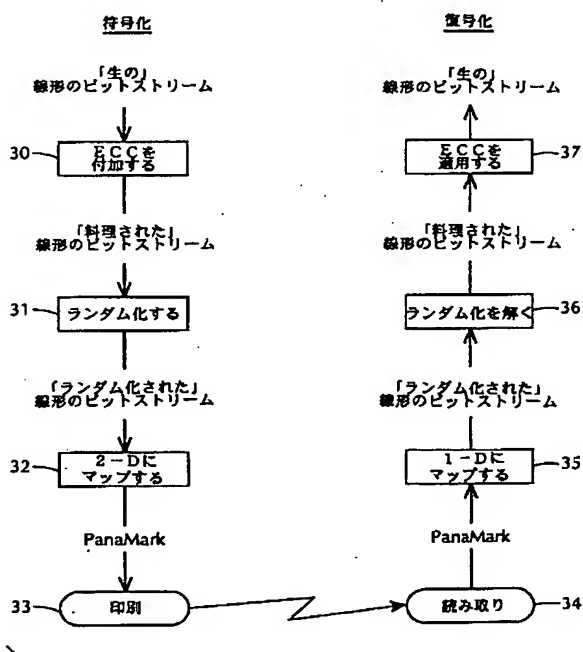 符号化
「生の」
線形のビットストリーム
30
ECCを
付加する
「料理された」
線形のビットストリーム
31
ランダム化する
「ランダム化された」
線形のビットストリーム
32
2-Dに
マップする
PanaMark
33
印刷
復号化
「生の」
線形のビットストリーム
ECCを
適用する
37
「料理された」
線形のビットストリーム
ランダム化を解く
36
「ランダム化された」
線形のビットストリーム
1-Dに
マップする
35
PanaMark
読み取り
34